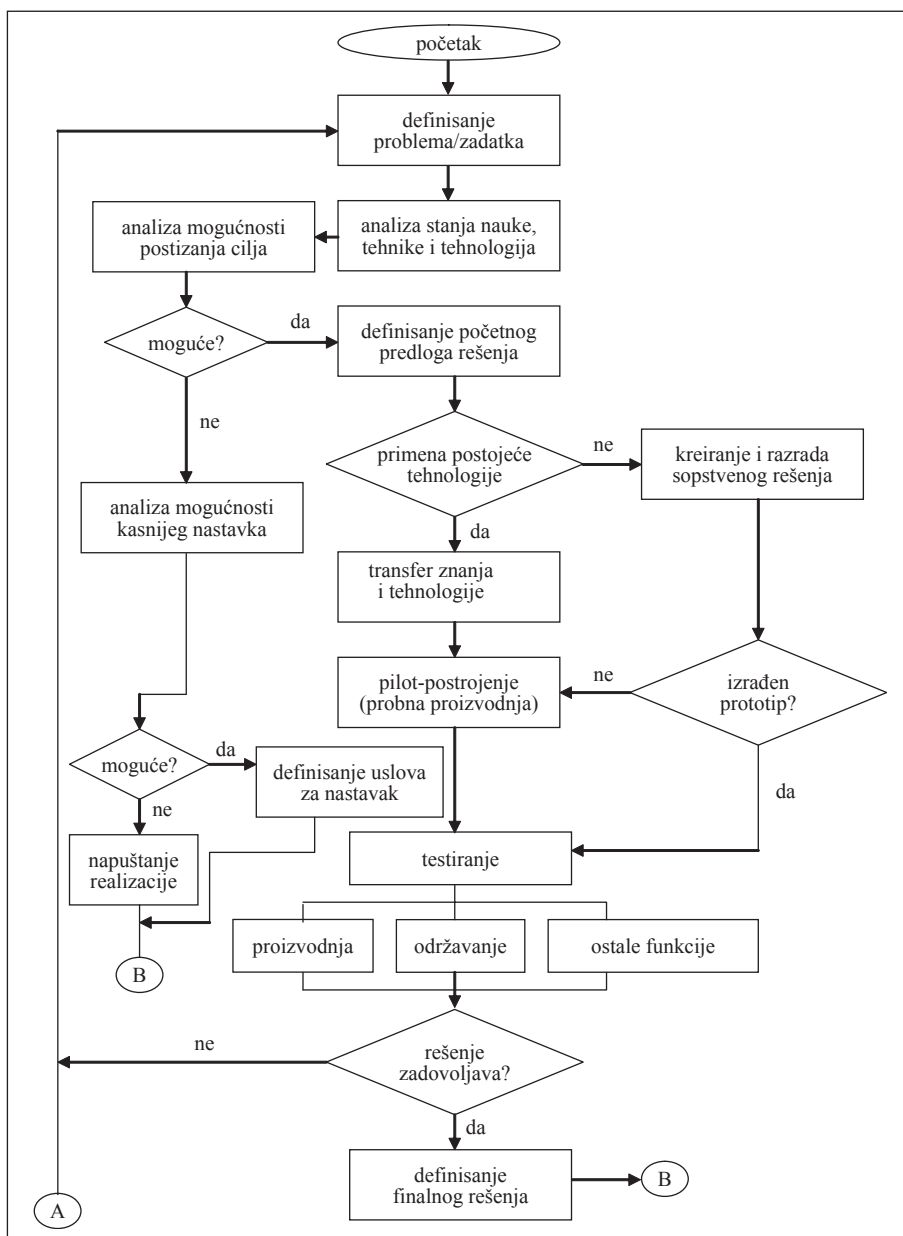 početak
definisanje
problema/zadatka
analiza mogućnosti
postizanja cilja
analiza stanja nauke,
tehnike i tehnologija
moguće?
da
definisanje početnog
predloga rešenja
ne
primena postojeće
tehnologije
ne
kreiranje i razrada
sopstvenog rešenja
analiza mogućnosti
kasnijeg nastavka
da
transfer znanja
i tehnologije
pilot-postrojenje
(probna proizvodnja)
ne
izrađen
prototip?
moguće?
da
definisanje uslova
za nastavak
da
ne
napuštanje
realizacije
testiranje
proizvodnja
održavanje
ostale funkcije
B
ne
rešenje
zadovoljava?
da
definisanje
finalnog rešenja
B
A